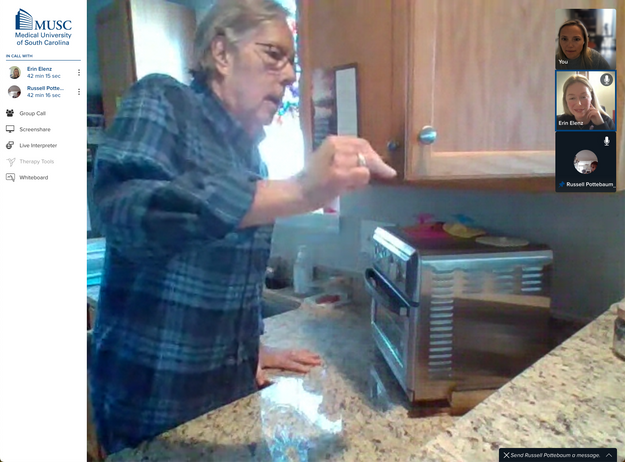 MUSC
Medical University
of South Carolina
IN CALL WITH
Erin Elenz
42 min 15 sec
Russell Potte...
42 min 16 sec
Group Call
Screenshare
Live Interpreter
Therapy Tools
Whiteboard
You
Erin Elenz
Russell Pottebaum_
Send Russell Pottebaum a message.